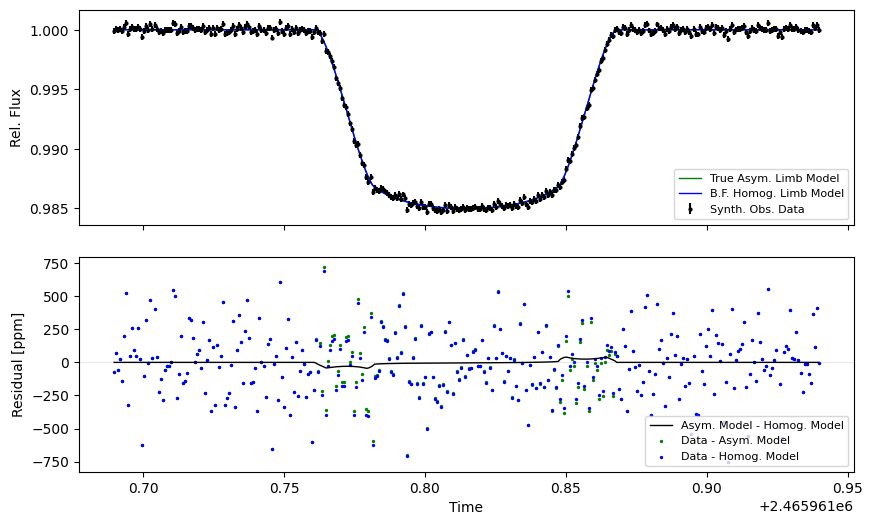 1.000
0.995
0.990
0.985
Rel. Flux
True Asym. Limb Model
B.F. Homog. Limb Model
Synth. Obs. Data
750
500
250
0
−250
−500
−750
Residual [ppm]
Asym. Model - Homog. Model
Data - Asym. Model
Data - Homog. Model
0.70
0.75
0.80
0.85
0.90
0.95
Time
+2.465961e6